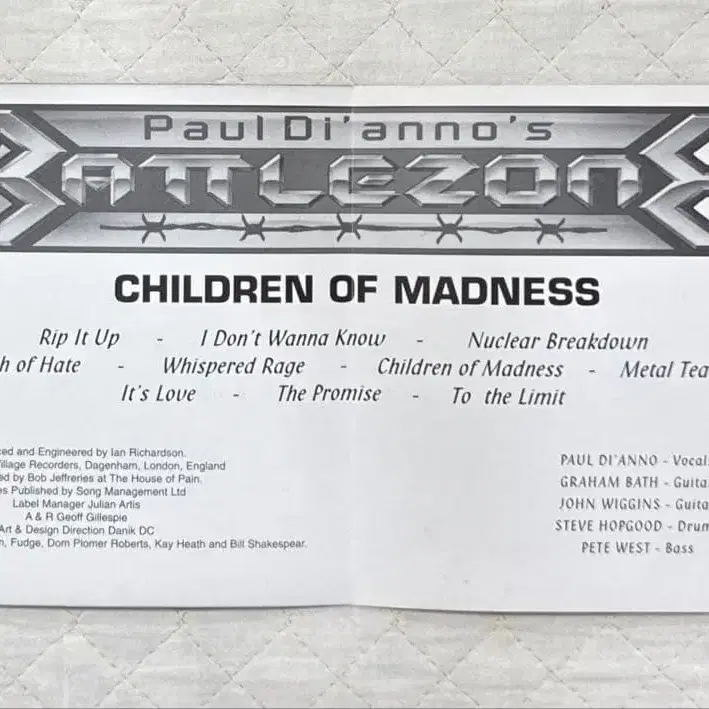 Paul Di'anno's
BATTLEZONE
CHILDREN OF MADNESS
Rip It Up - I Don't Wanna Know - Nuclear Breakdown
h of Hate - Whispered Rage - Children of Madness - Metal Tea
It's Love - The Promise - To the Limit
ced and Engineered by Ian Richardson.
illage Recorders, Dagenham, London, England
ed by Bob Jeffreries at The House of Pain.
es Published by Song Management Ltd
Label Manager Julian Artis
A & R Geoff Gillespie
Art & Design Direction Danik DC
n, Fudge, Dom Plomer Roberts, Kay Heath and Bill Shakespear.
PAUL DI'ANNO - Vocals
GRAHAM BATH - Guita
JOHN WIGGINS - Guita
STEVE HOPGOOD - Drum
PETE WEST - Bass